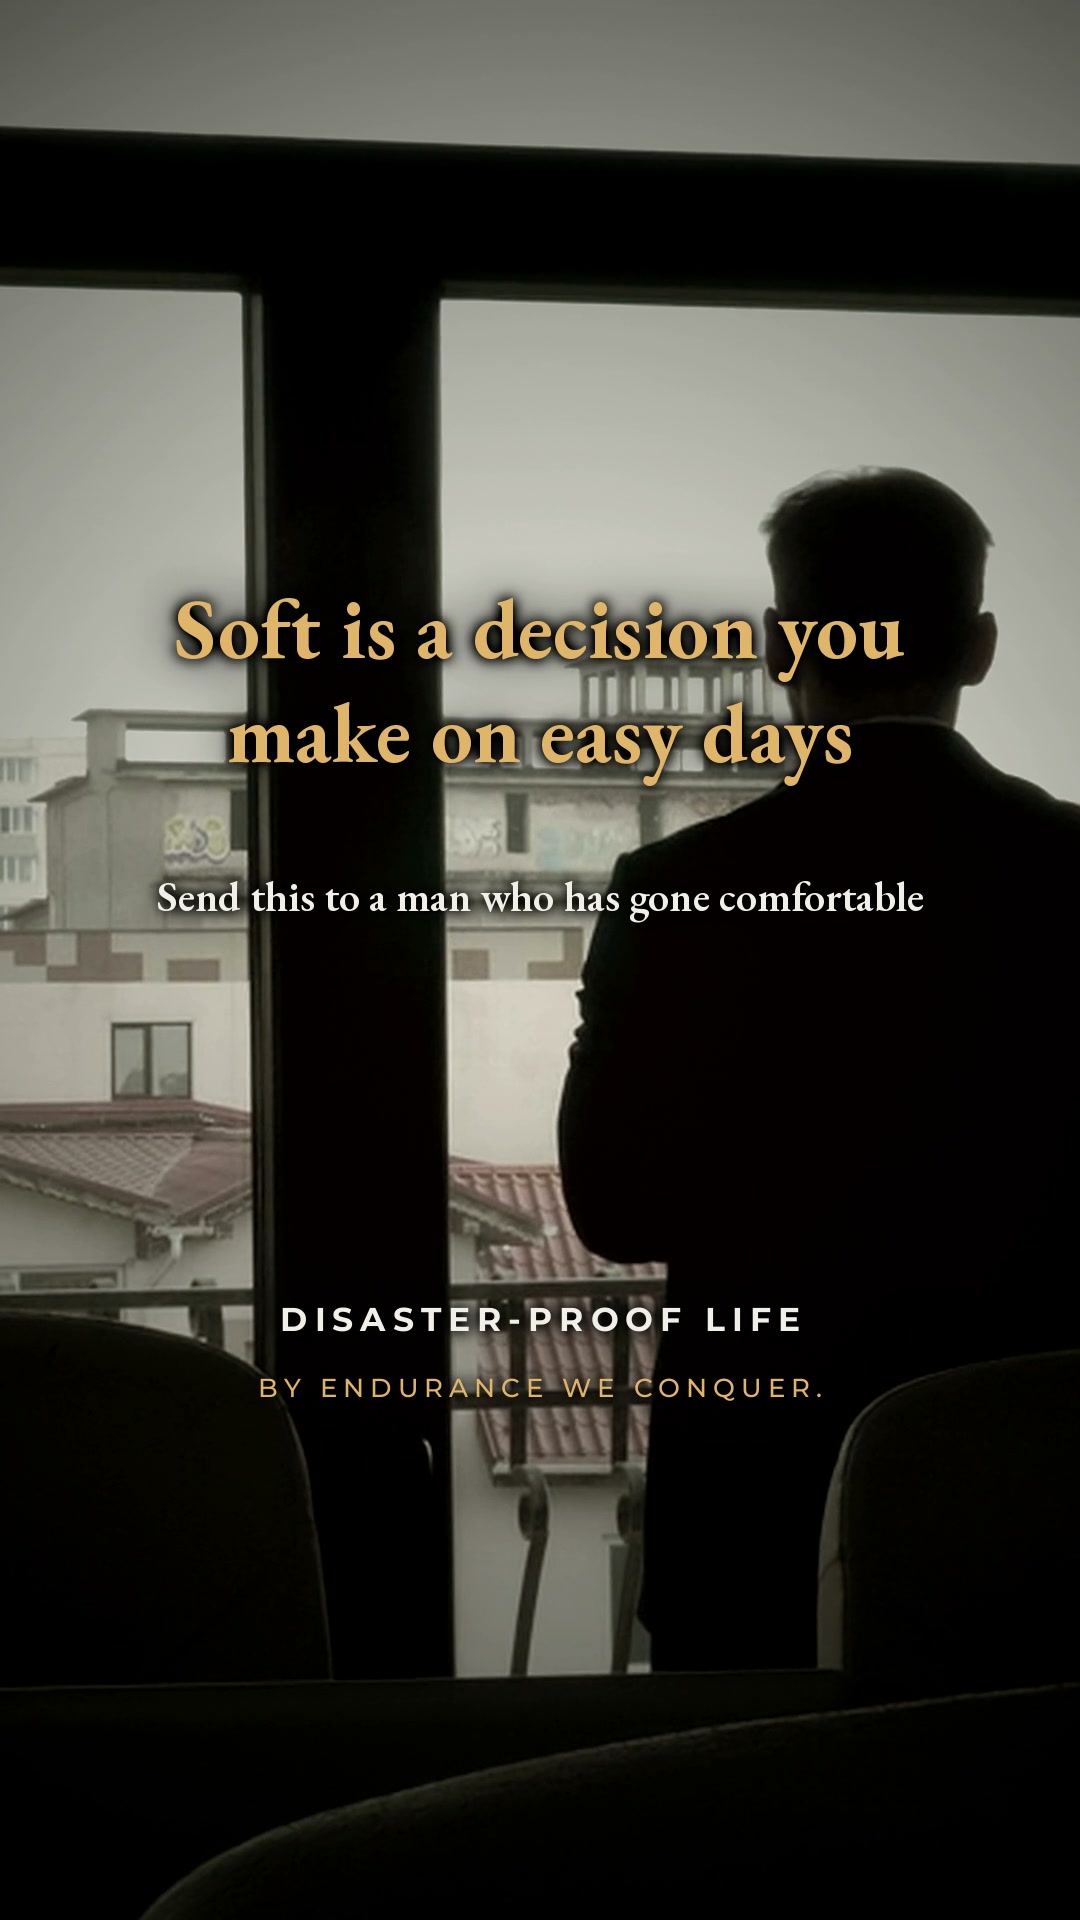 Soft is a decision you
make on easy days
Send this to a man who has gone comfortable
DISASTER-PROOF LIFE
BY ENDURANCE WE CONQUER.